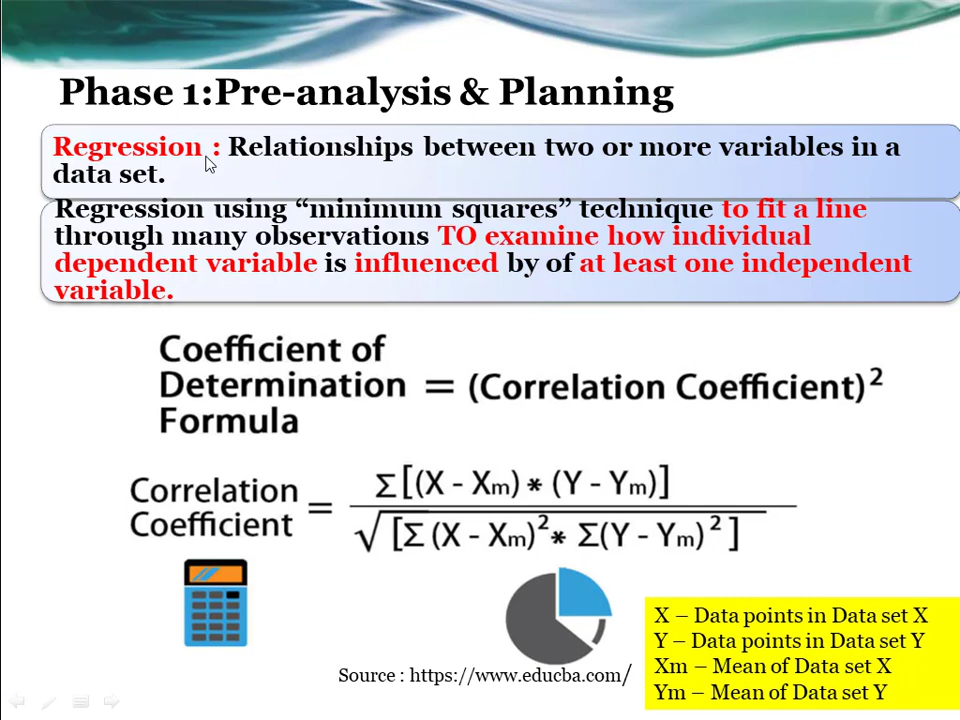 Phase 1:Pre-analysis & Planning
Regression : Relationships between two or more variables in a
data set.
Regression using “minimum squares” technique to fit a line
through many observations TO examine how individual
dependent variable is influenced by of at least one independent
variable.
Coefficient of
Determination = (Correlation Coefficient)²
Formula
Correlation
Coefficient
=
Σ[(X - Xm) * (Y - Ym)]
√[Σ(X - Xm)² * Σ(Y - Ym)²]
X – Data points in Data set X
Y – Data points in Data set Y
Xm – Mean of Data set X
Ym – Mean of Data set Y
Source : https://www.educba.com/